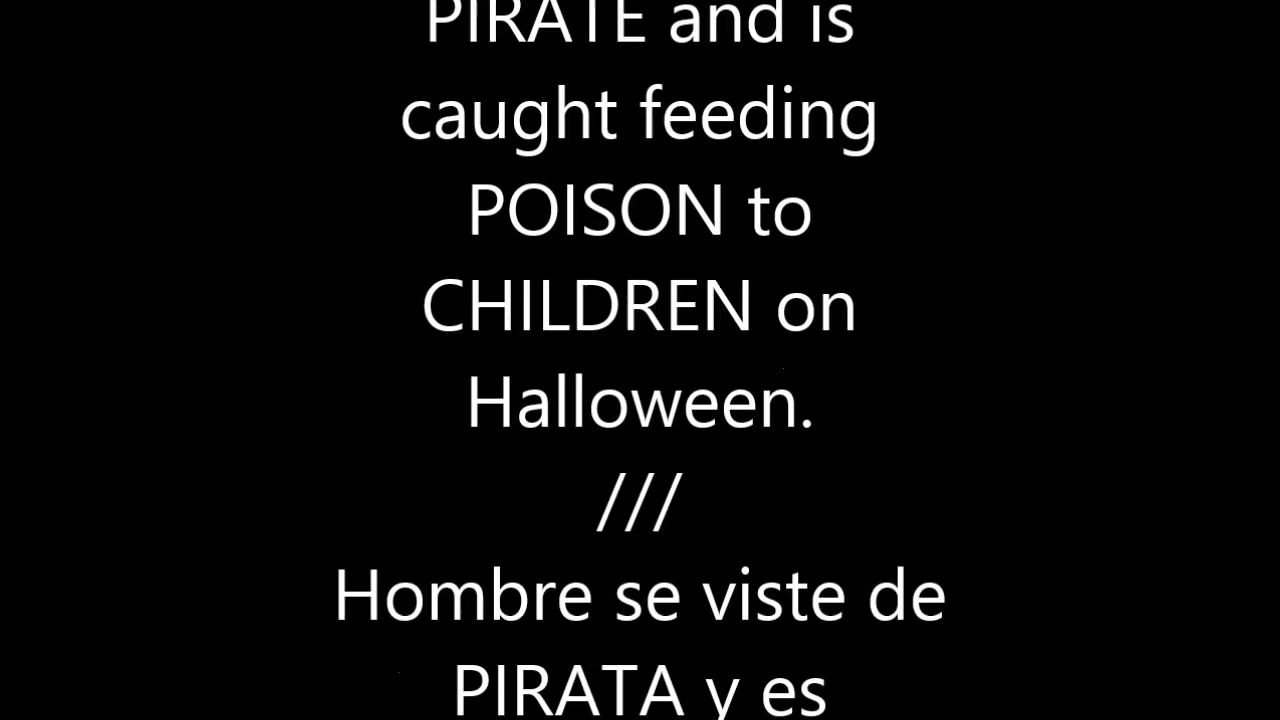 PIRATE and is
caught feeding
POISON to
CHILDREN on
Halloween.
///
Hombre se viste de
PIRATA y es